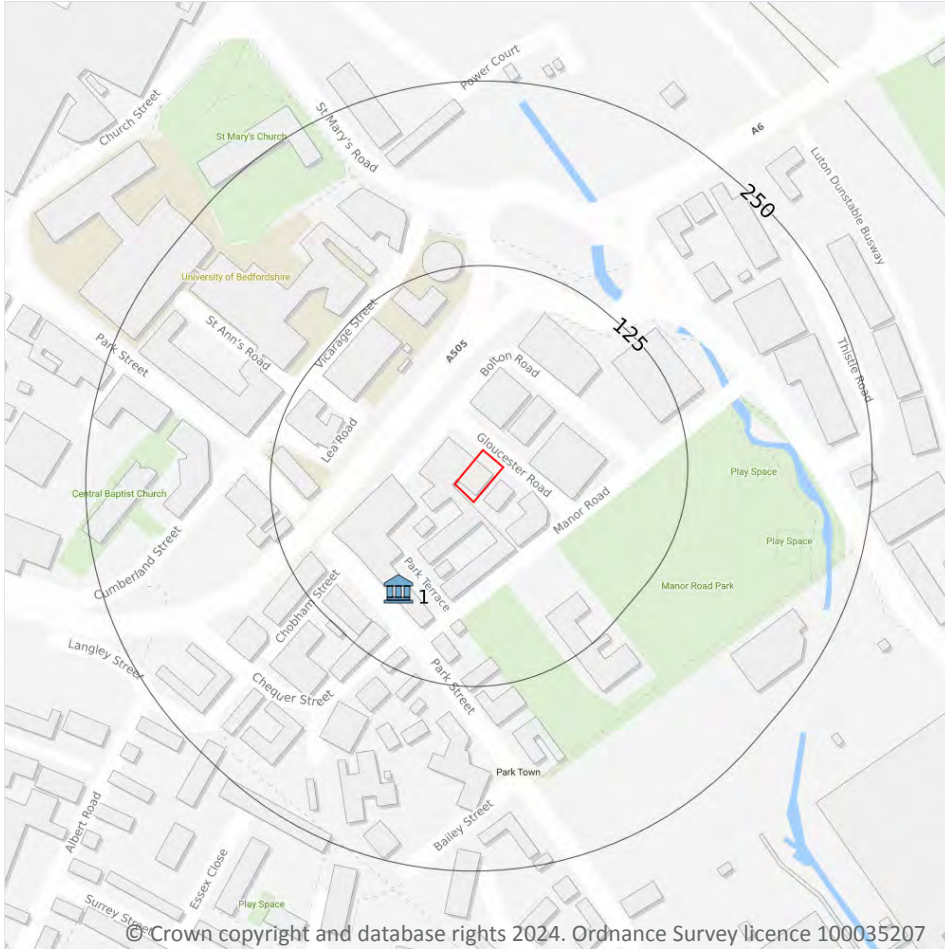 Power Court
Church Street
St Mary's Church
St Mary's Road
A6
Luton Dunstable Busway
250
University of Bedfordshire
St Ann's Road
Vicarage Street
125
A505
Park Street
Bolton Road
Thistle Road
Lea Road
Gloucester Road
Play Space
Central Baptist Church
Manor Road
Play Space
Cumberland Street
Park Terrace
Manor Road Park
1
Chobham Street
Langley Street
Chequer Street
Park Street
Park Town
Albert Road
Bailey Street
Essex Close
Play Space
Surrey Street
© Crown copyright and database rights 2024. Ordnance Survey licence 100035207